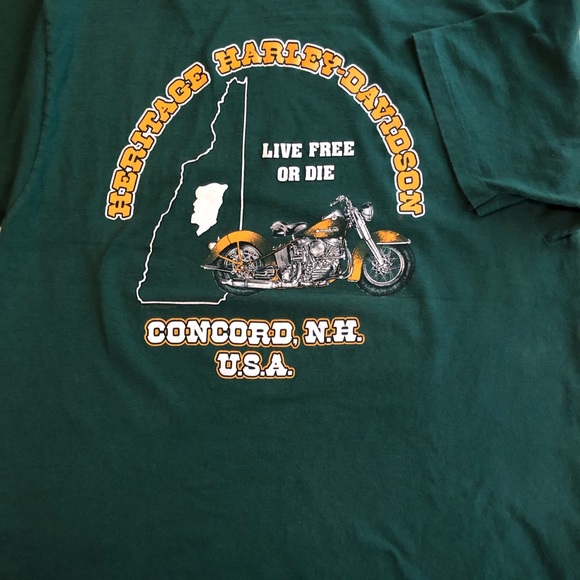 HERITAGE HARLEY-DAVIDSON
LIVE FREE
OR DIE
CONCORD, N.H.
U.S.A.